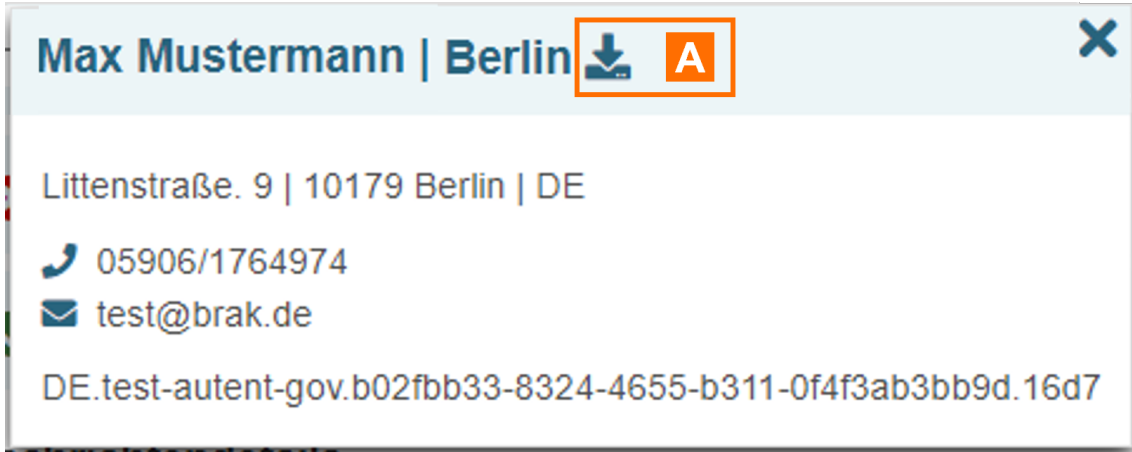 Max Mustermann | Berlin A
Littenstraße. 9 | 10179 Berlin | DE
05906/1764974
test@brak.de
DE.test-autent-gov.b02fbb33-8324-4655-b311-0f4f3ab3bb9d.16d7